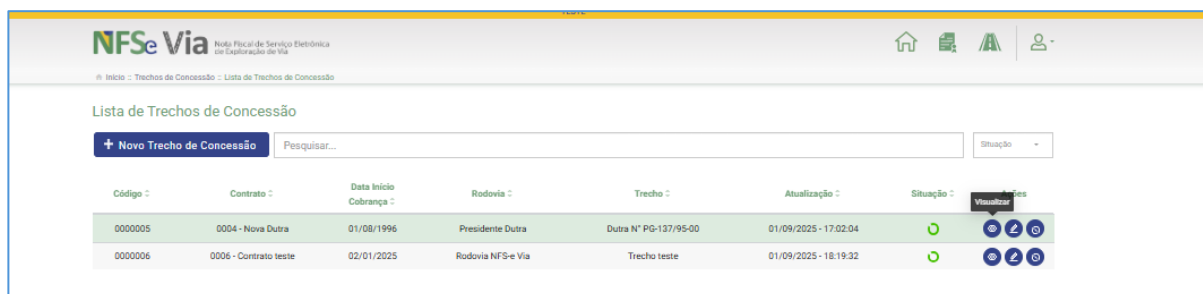 TESTE
NFSe Via Nota Fiscal de Serviço Eletrônica
de Exploração de Via
Início :: Trechos de Concessão :: Lista de Trechos de Concessão
Lista de Trechos de Concessão
+ Novo Trecho de Concessão Pesquisar... Situação
Código Contrato Data Início Cobrança Rodovia Trecho Atualização Situação Ações
Visualizar
0000005 0004 - Nova Dutra 01/08/1996 Presidente Dutra Dutra N° PG-137/95-00 01/09/2025 - 17:02:04
0000006 0006 - Contrato teste 02/01/2025 Rodovia NFS-e Via Trecho teste 01/09/2025 - 18:19:32